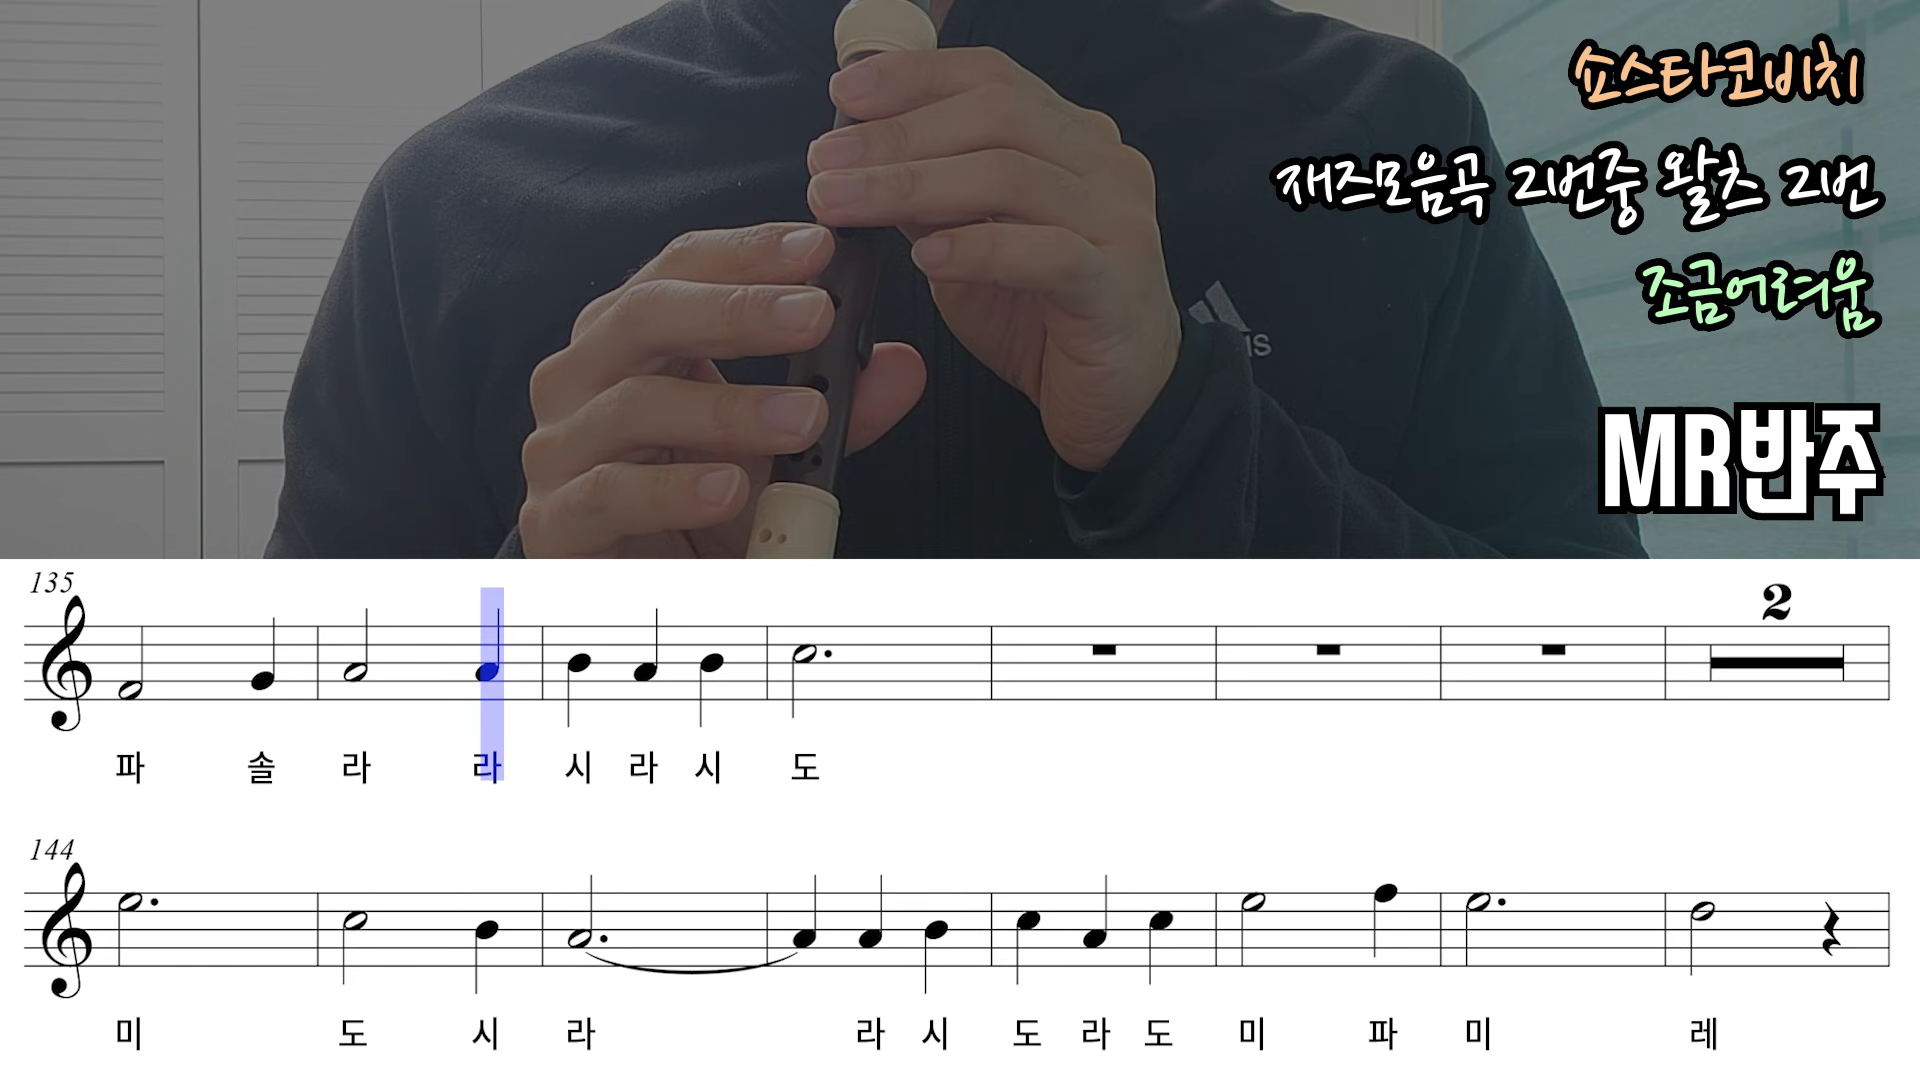 쇼스타코비치
재즈모음곡 2번중 왈츠 2번
조금어려움
MR반주
135
2
파 솔 라 라 시 라 시 도
144
미 도 시 라 라 시 도 라 도 미 파 미 레